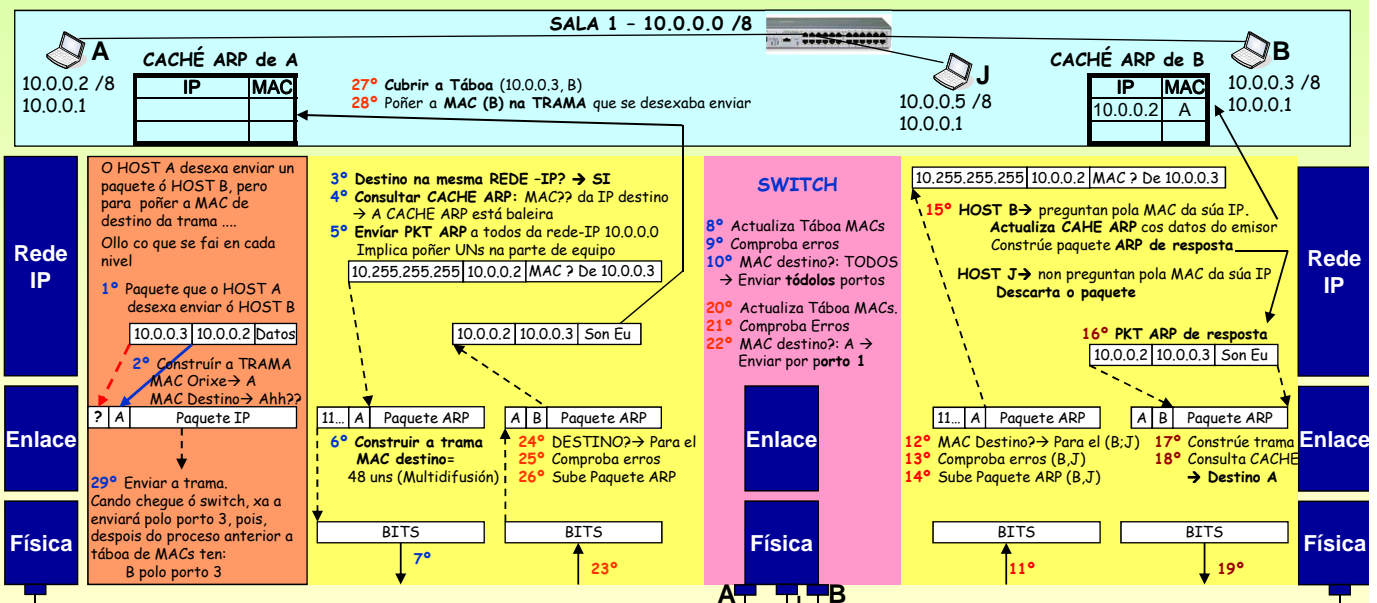 SALA 1 – 10.0.0.0 /8
A
10.0.0.2 /8
10.0.0.1
CACHÉ ARP de A
IP MAC
27º Cubrir a Táboa (10.0.0.3, B)
28º Poñer a MAC (B) na TRAMA que se desexaba enviar
J
10.0.0.5 /8
10.0.0.1
CACHÉ ARP de B
IP MAC
10.0.0.2 A
B
10.0.0.3 /8
10.0.0.1
Rede
IP
Enlace
Física
O HOST A desexa enviar un
paquete ó HOST B, pero
para poñer a MAC de
destino da trama ....
Ollo co que se fai en cada
nivel
1º Paquete que o HOST A
desexa enviar ó HOST B
10.0.0.3 10.0.0.2 Datos
2º Construír a TRAMA
MAC Orixe→ A
MAC Destino→ Ahh??
? A Paquete IP
29º Enviar a trama.
Cando chegue ó switch, xa a
enviará polo porto 3, pois,
despois do proceso anterior a
táboa de MACs ten:
B polo porto 3
3º Destino na mesma REDE –IP? → SI
4º Consultar CACHE ARP: MAC?? da IP destino
→ A CACHE ARP está baleira
5º Envíar PKT ARP a todos da rede-IP 10.0.0.0
Implica poñer UNs na parte de equipo
10.255.255.255 10.0.0.2 MAC ? De 10.0.0.3
10.0.0.2 10.0.0.3 Son Eu
11... A Paquete ARP
6º Construir a trama
MAC destino=
48 uns (Multidifusión)
A B Paquete ARP
24º DESTINO?→ Para el
25º Comproba erros
26º Sube Paquete ARP
BITS
7º
BITS
23º
SWITCH
8º Actualiza Táboa MACs
9º Comproba erros
10º MAC destino?: TODOS
→ Enviar tódolos portos
20º Actualiza Táboa MACs.
21º Comproba Erros
22º MAC destino?: A →
Enviar por porto 1
Enlace
Física
A
B
10.255.255.255 10.0.0.2 MAC ? De 10.0.0.3
15º HOST B→ preguntan pola MAC da súa IP.
Actualiza CAHE ARP cos datos do emisor
Constrúe paquete ARP de resposta
HOST J→ non preguntan pola MAC da súa IP
Descarta o paquete
16º PKT ARP de resposta
10.0.0.2 10.0.0.3 Son Eu
11... A Paquete ARP
12º MAC Destino?→ Para el (B;J)
13º Comproba erros (B,J)
14º Sube Paquete ARP (B,J)
A B Paquete ARP
17º Constrúe trama
18º Consulta CACHE
→ Destino A
BITS
11º
BITS
19º
Rede
IP
Enlace
Física